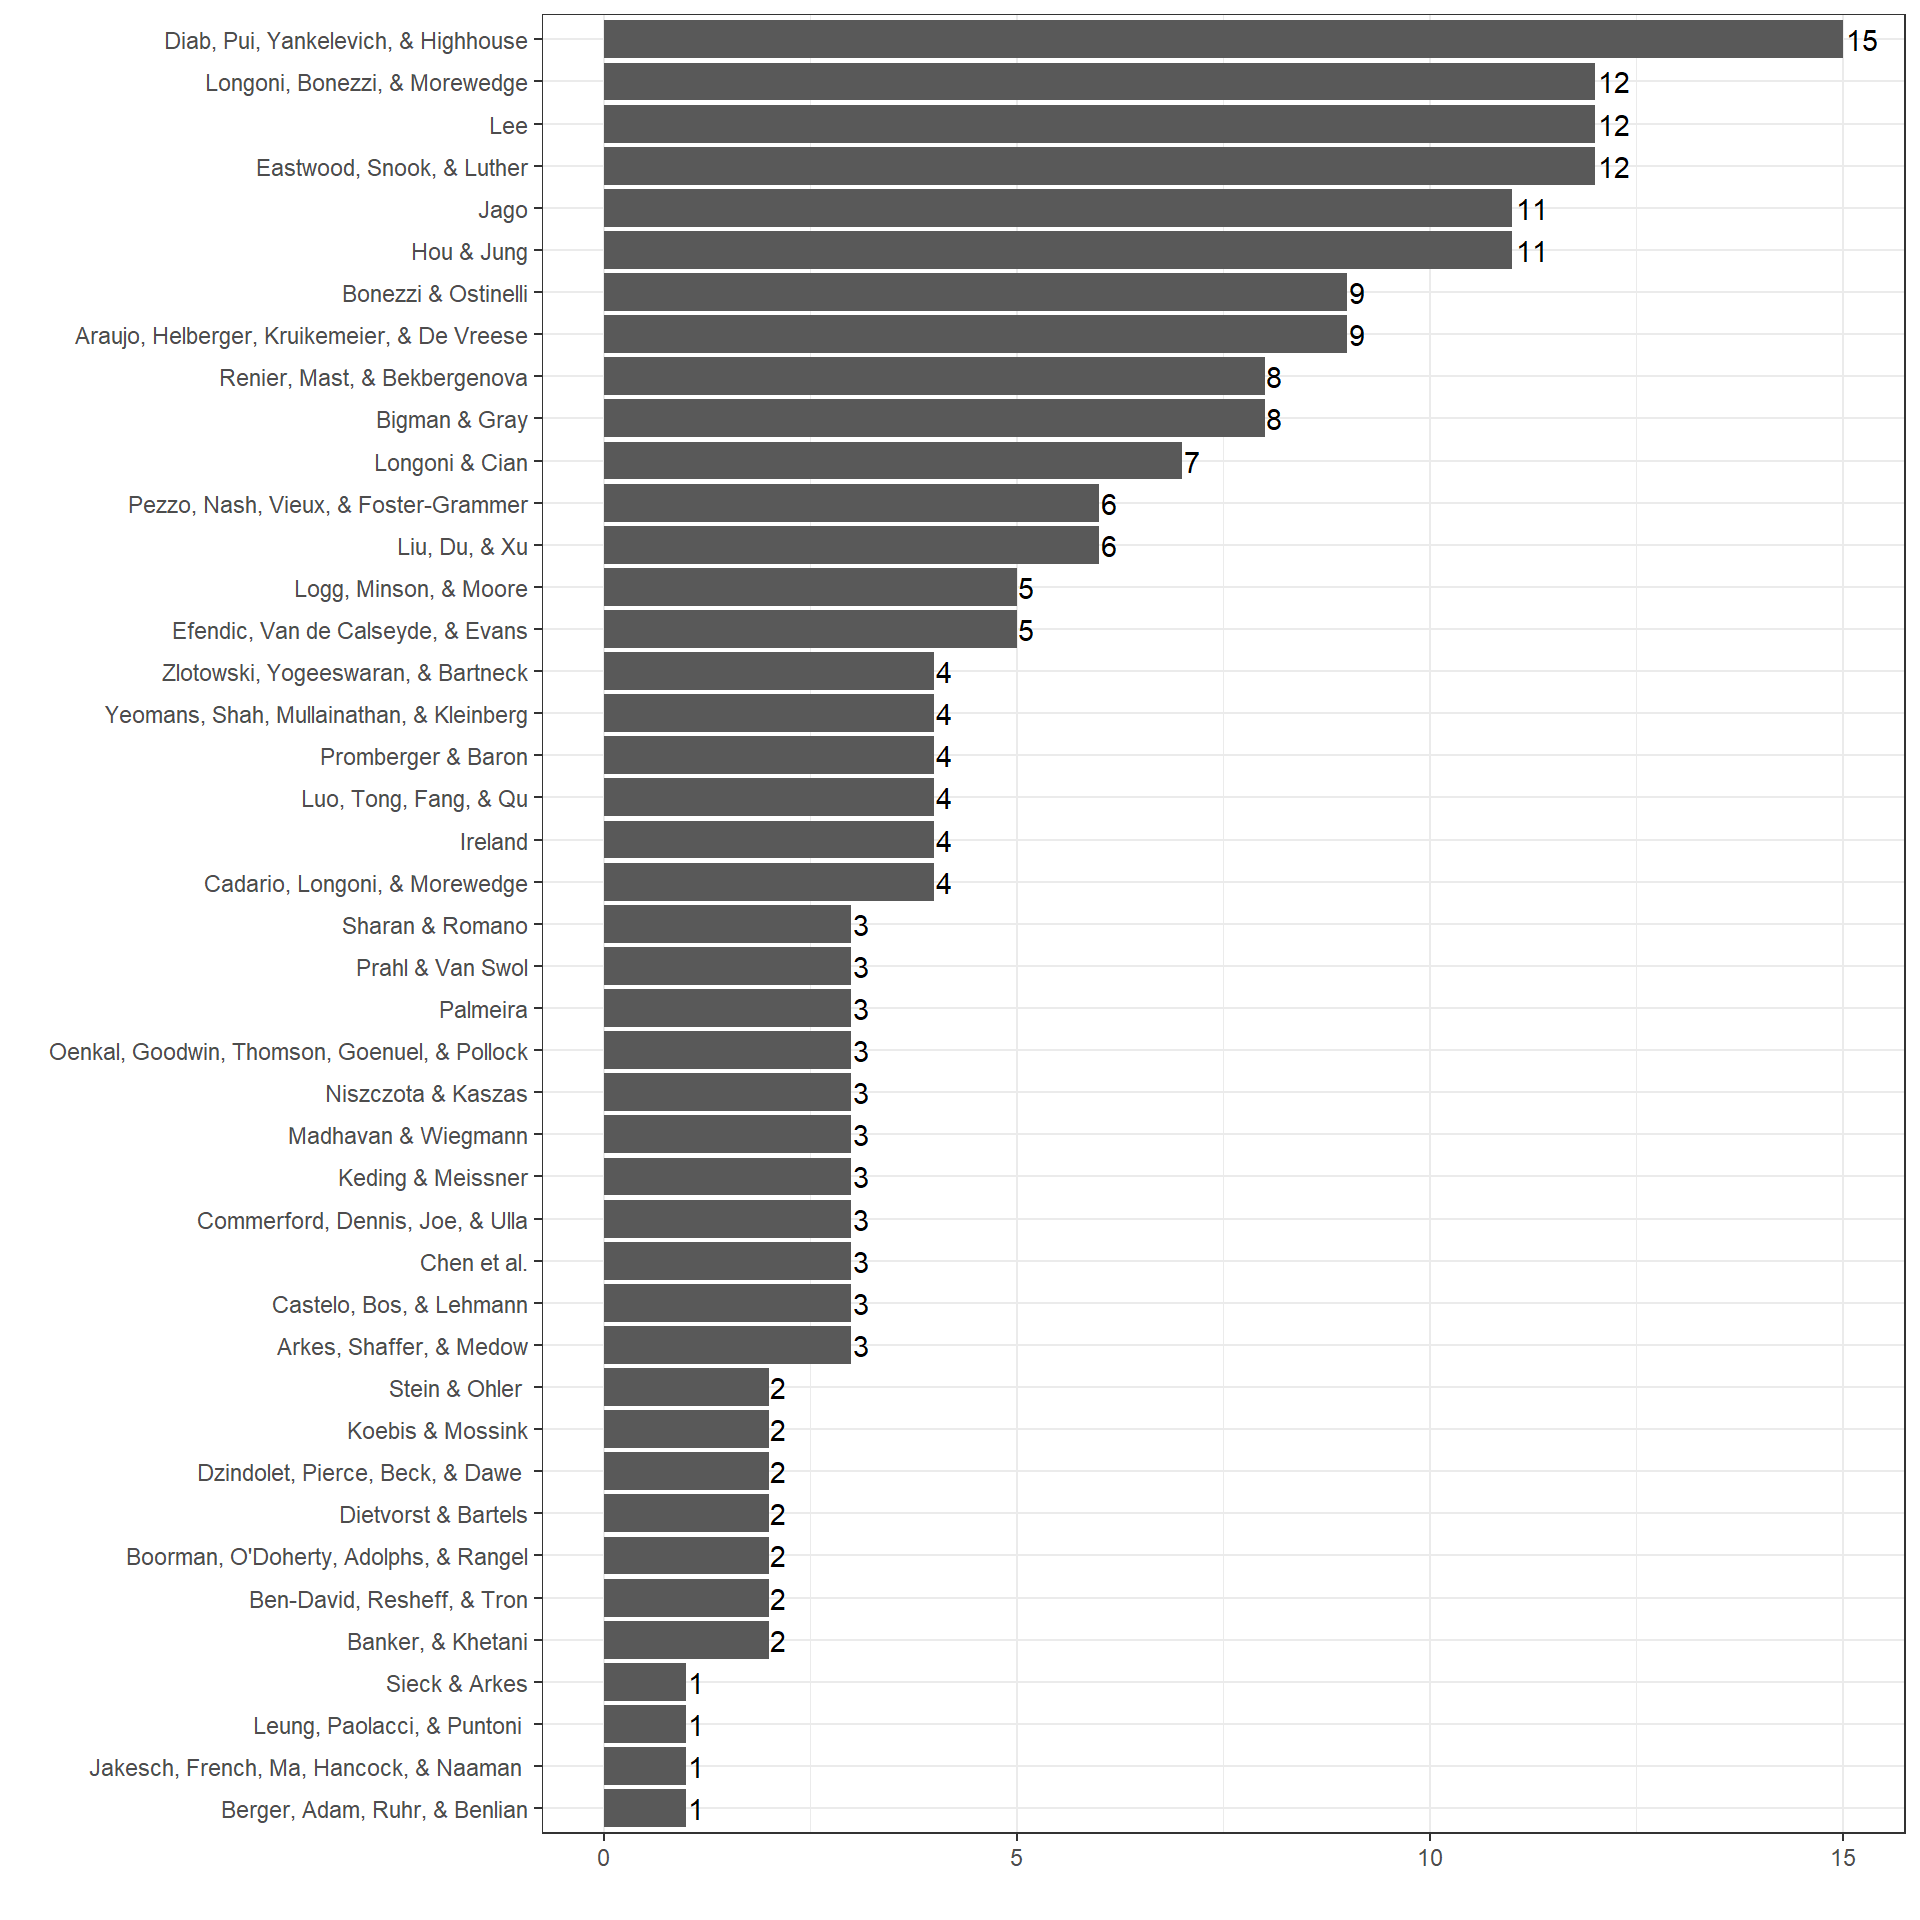 Diab, Pui, Yankelevich, & Highhouse 15
Longoni, Bonezzi, & Morewedge 12
Lee 12
Eastwood, Snook, & Luther 12
Jago 11
Hou & Jung 11
Bonezzi & Ostinelli 9
Araujo, Helberger, Kruikemeier, & De Vreese 9
Renier, Mast, & Bekbergenova 8
Bigman & Gray 8
Longoni & Cian 7
Pezzo, Nash, Vieux, & Foster-Grammer 6
Liu, Du, & Xu 6
Logg, Minson, & Moore 5
Efendic, Van de Calseyde, & Evans 5
Zlotowski, Yogeeswaran, & Bartneck 4
Yeomans, Shah, Mullainathan, & Kleinberg 4
Promberger & Baron 4
Luo, Tong, Fang, & Qu 4
Ireland 4
Cadario, Longoni, & Morewedge 4
Sharan & Romano 3
Prahl & Van Swol 3
Palmeira 3
Oenkal, Goodwin, Thomson, Goenuel, & Pollock 3
Niszczota & Kaszas 3
Madhavan & Wiegmann 3
Keding & Meissner 3
Commerford, Dennis, Joe, & Ulla 3
Chen et al. 3
Castelo, Bos, & Lehmann 3
Arkes, Shaffer, & Medow 3
Stein & Ohler 2
Koebis & Mossink 2
Dzindolet, Pierce, Beck, & Dawe 2
Dietvorst & Bartels 2
Boorman, O'Doherty, Adolphs, & Rangel 2
Ben-David, Resheff, & Tron 2
Banker, & Khetani 2
Sieck & Arkes 1
Leung, Paolacci, & Puntoni 1
Jakesch, French, Ma, Hancock, & Naaman 1
Berger, Adam, Ruhr, & Benlian 1
0 5 10 15